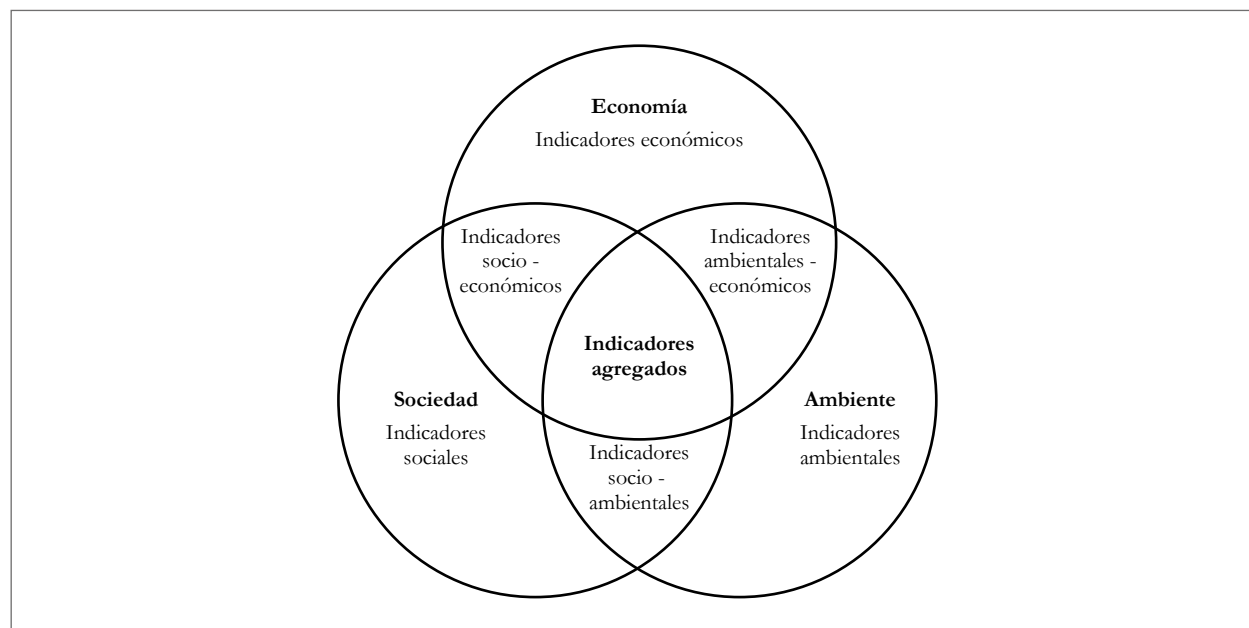 Economía
Indicadores económicos
Indicadores
socio -
económicos
Indicadores
ambientales -
económicos
Indicadores
agregados
Sociedad
Indicadores
sociales
Ambiente
Indicadores
ambientales
Indicadores
socio -
ambientales